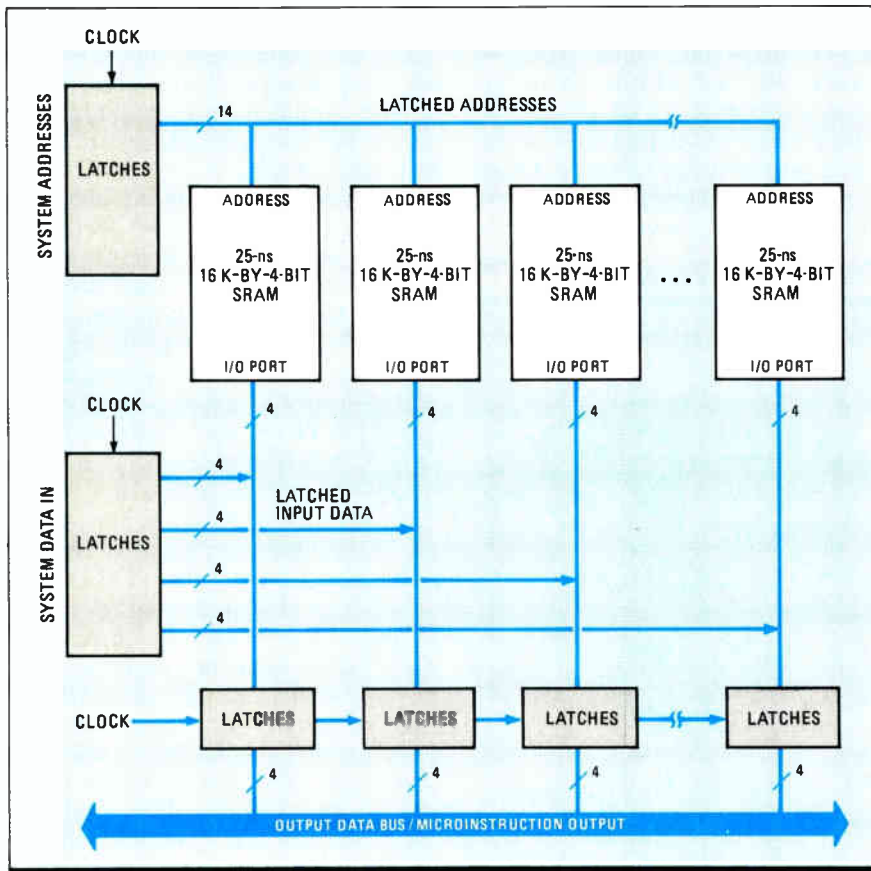 CLOCK
SYSTEM ADDRESSES
LATCHES
14
LATCHED ADDRESSES
ADDRESS
25-ns
16 K-BY-4-BIT
SRAM
I/O PORT
ADDRESS
25-ns
16 K-BY-4-BIT
SRAM
I/O PORT
ADDRESS
25-ns
16 K-BY-4-BIT
SRAM
I/O PORT
...
ADDRESS
25-ns
16 K-BY-4-BIT
SRAM
I/O PORT
4
4
4
4
CLOCK
SYSTEM DATA IN
LATCHES
4
4
4
4
LATCHED
INPUT DATA
CLOCK
LATCHES
LATCHES
LATCHES
LATCHES
4
4
4
4
OUTPUT DATA BUS/MICROINSTRUCTION OUTPUT